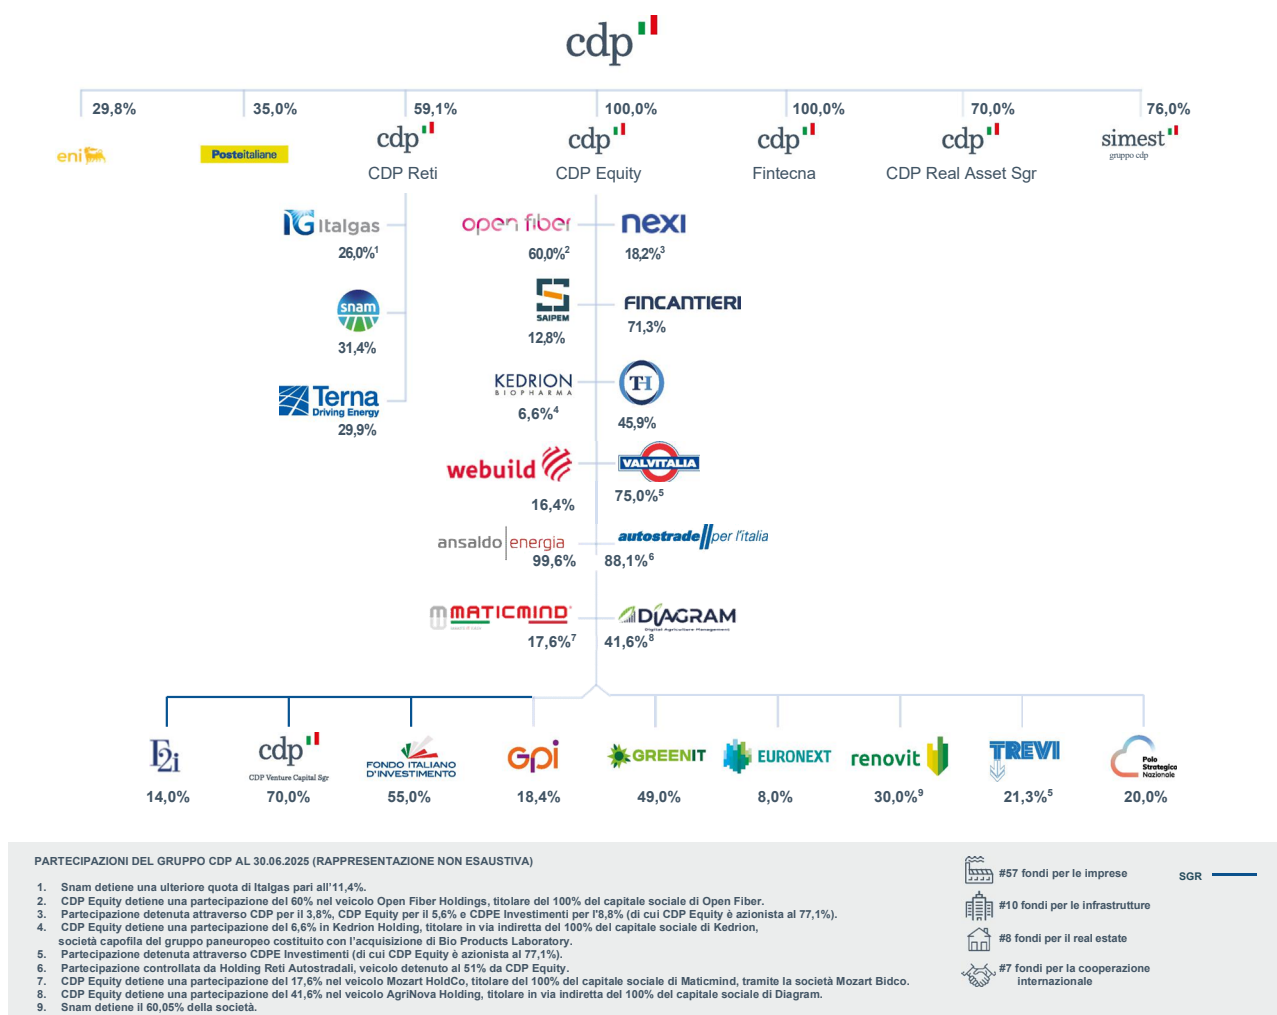 cdp
29,8%
35,0%
59,1%
100,0%
100,0%
70,0%
76,0%
eni
Posteitaliane
cdp
cdp
cdp
cdp
simest
gruppo cdp
CDP Reti
CDP Equity
Fintecna
CDP Real Asset Sgr
IG Italgas
open fiber
nexi
26,0%1
60,0%2
18,2%3
snam
SAIPEM
FINCANTIERI
31,4%
12,8%
71,3%
Terna
Driving Energy
KEDRION
BIOPHARMA
TH
29,9%
6,6%4
45,9%
webuild
VALVITALIA
16,4%
75,0%5
ansaldo energia
autostrade per l'italia
99,6%
88,1%6
MATICMIND
DIAGRAM
Digital Agriculture Management
17,6%7
41,6%8
F2i
cdp
CDP Venture Capital Sgr
FONDO ITALIANO
D'INVESTIMENTO
gpi
GREENIT
EURONEXT
renovit
TREVI
Polo
Strategico
Nazionale
14,0%
70,0%
55,0%
18,4%
49,0%
8,0%
30,0%9
21,3%5
20,0%
PARTECIPAZIONI DEL GRUPPO CDP AL 30.06.2025 (RAPPRESENTAZIONE NON ESAUSTIVA)
1. Snam detiene una ulteriore quota di Italgas pari all'11,4%.
2. CDP Equity detiene una partecipazione del 60% nel veicolo Open Fiber Holdings, titolare del 100% del capitale sociale di Open Fiber.
3. Partecipazione detenuta attraverso CDP per il 3,8%, CDP Equity per il 5,6% e CDPE Investimenti per l'8,8% (di cui CDP Equity è azionista al 77,1%).
4. CDP Equity detiene una partecipazione del 6,6% in Kedrion Holding, titolare in via indiretta del 100% del capitale sociale di Kedrion,
società capofila del gruppo paneuropeo costituito con l'acquisizione di Bio Products Laboratory.
5. Partecipazione detenuta attraverso CDPE Investimenti (di cui CDP Equity è azionista al 77,1%).
6. Partecipazione controllata da Holding Reti Autostradali, veicolo detenuto al 51% da CDP Equity.
7. CDP Equity detiene una partecipazione del 17,6% nel veicolo Mozart HoldCo, titolare del 100% del capitale sociale di Maticmind, tramite la società Mozart Bidco.
8. CDP Equity detiene una partecipazione del 41,6% nel veicolo AgriNova Holding, titolare in via indiretta del 100% del capitale sociale di Diagram.
9. Snam detiene il 60,05% della società.
#57 fondi per le imprese
SGR
#10 fondi per le infrastrutture
#8 fondi per il real estate
#7 fondi per la cooperazione
internazionale